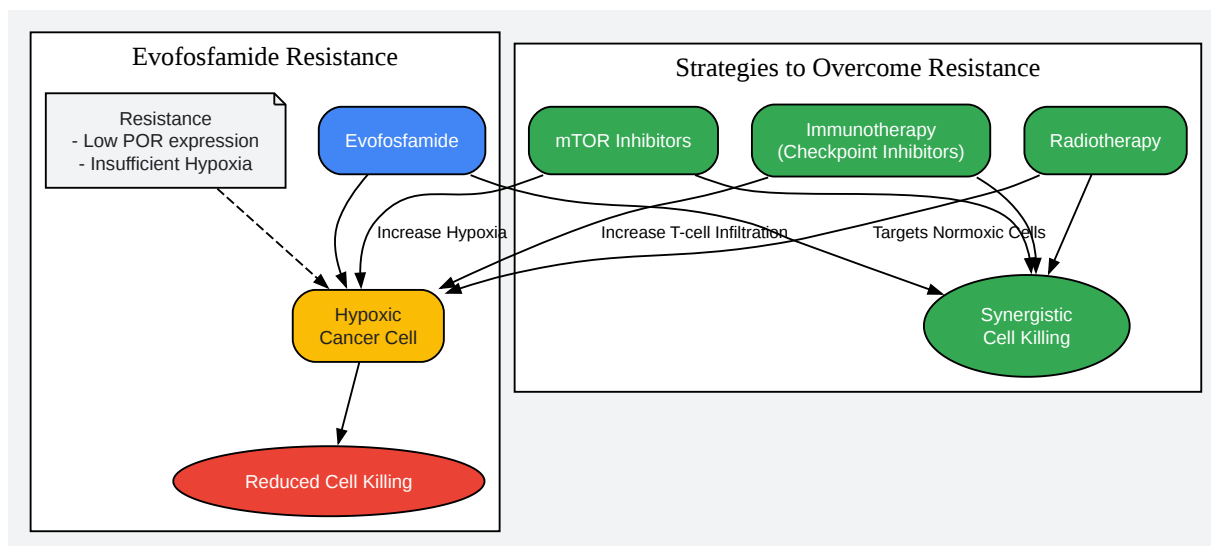 Evofosfamide Resistance
Resistance
- Low POR expression
- Insufficient Hypoxia
Evofosfamide
Strategies to Overcome Resistance
mTOR Inhibitors
Immunotherapy
(Checkpoint Inhibitors)
Radiotherapy
Increase Hypoxia
Increase T-cell Infiltration
Targets Normoxic Cells
Hypoxic
Cancer Cell
Synergistic
Cell Killing
Reduced Cell Killing